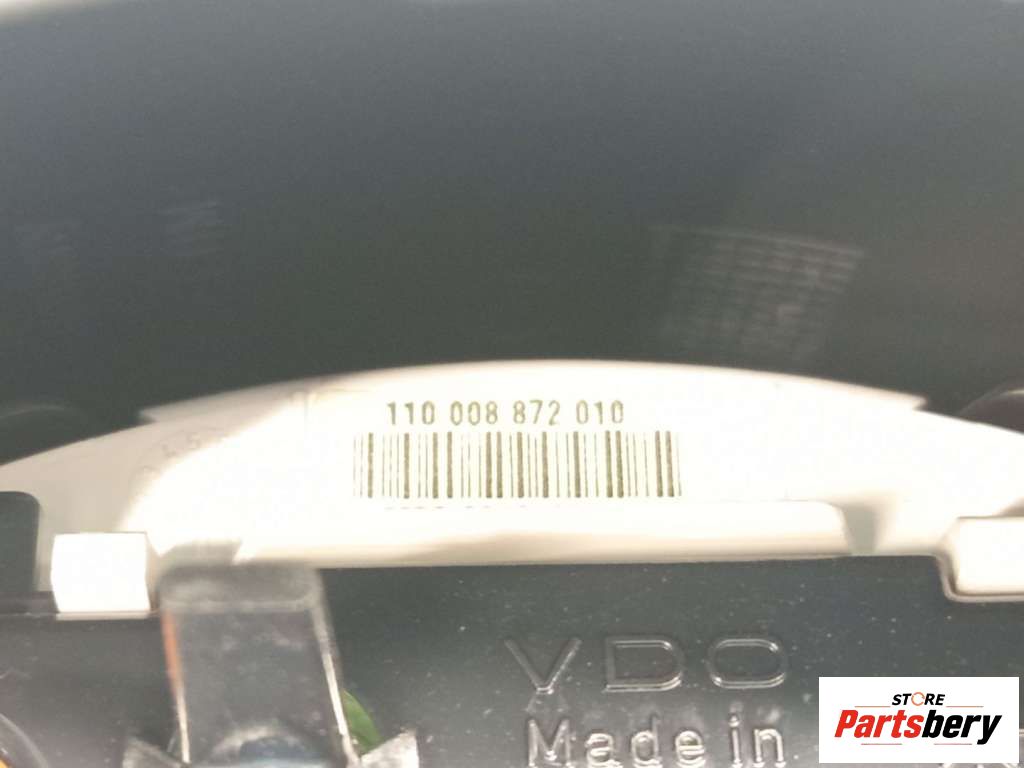 110 008 872 010
VDO
Made in
STORE
Partsbery